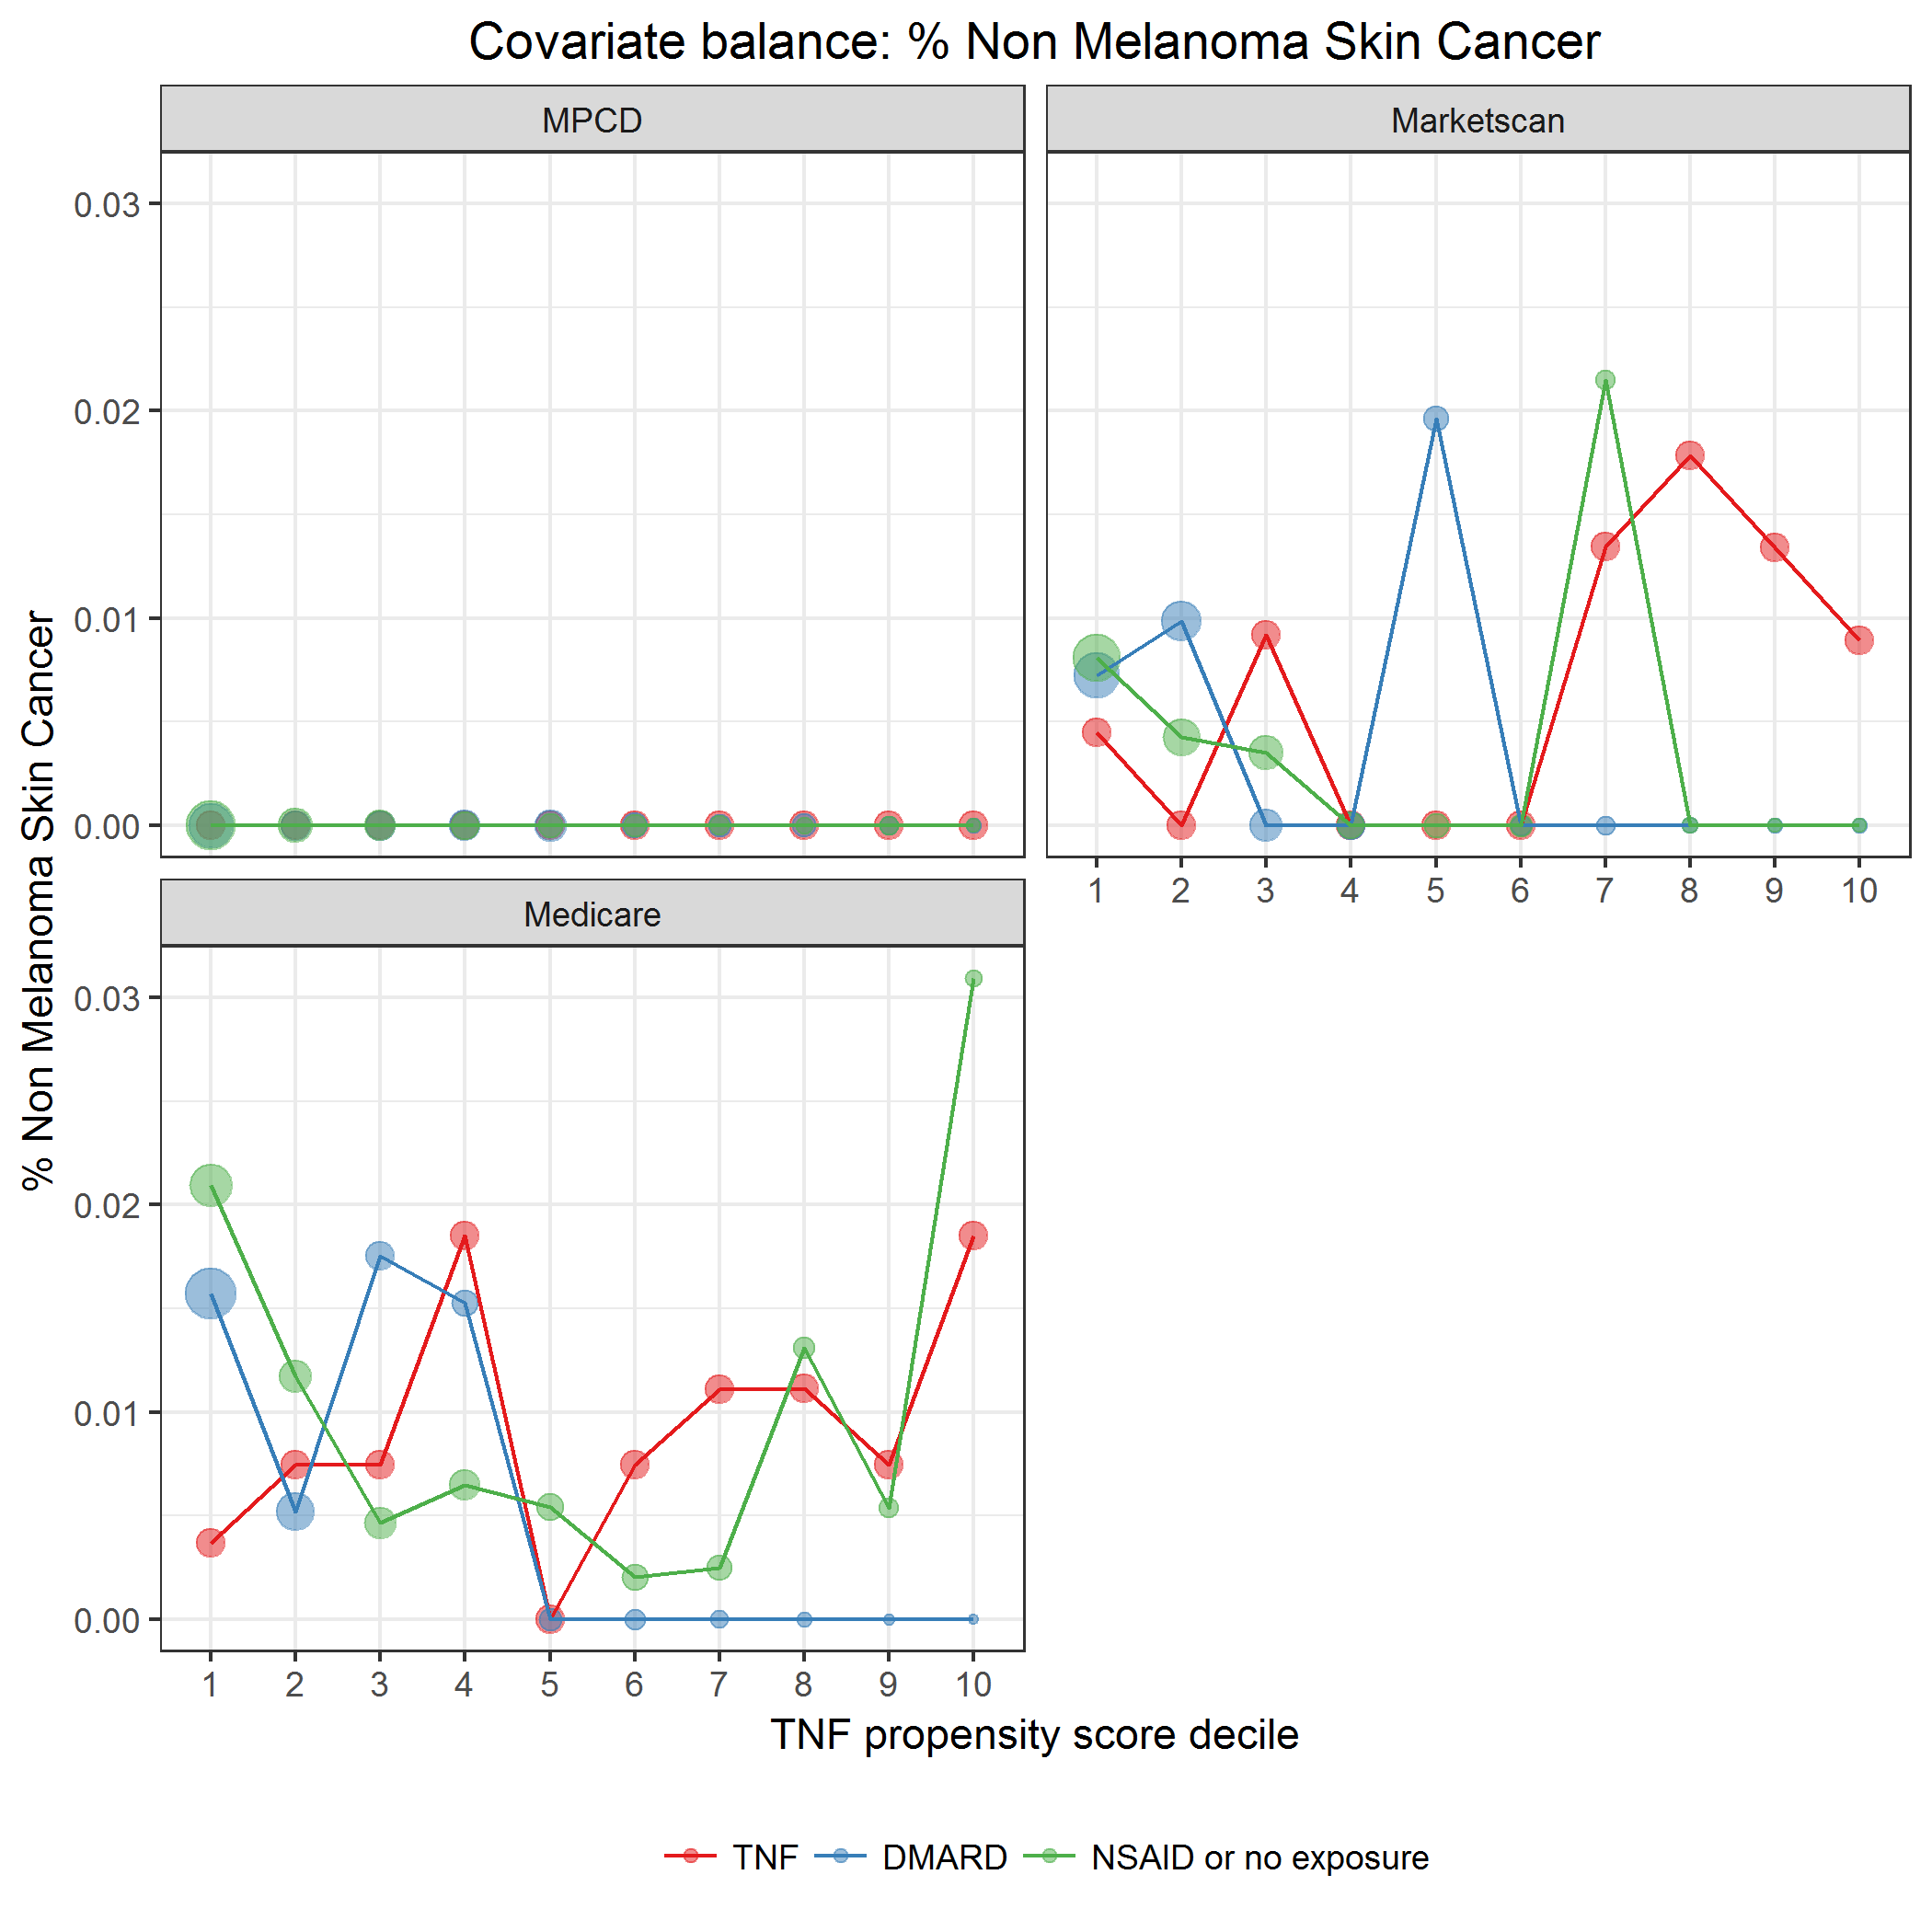 Covariate balance: % Non Melanoma Skin Cancer
MPCD
Marketscan
0.03
0.02
0.01
0.00
1 2 3 4 5 6 7 8 9 10
Medicare
0.03
0.02
0.01
0.00
1 2 3 4 5 6 7 8 9 10
% Non Melanoma Skin Cancer
TNF propensity score decile
TNF DMARD NSAID or no exposure